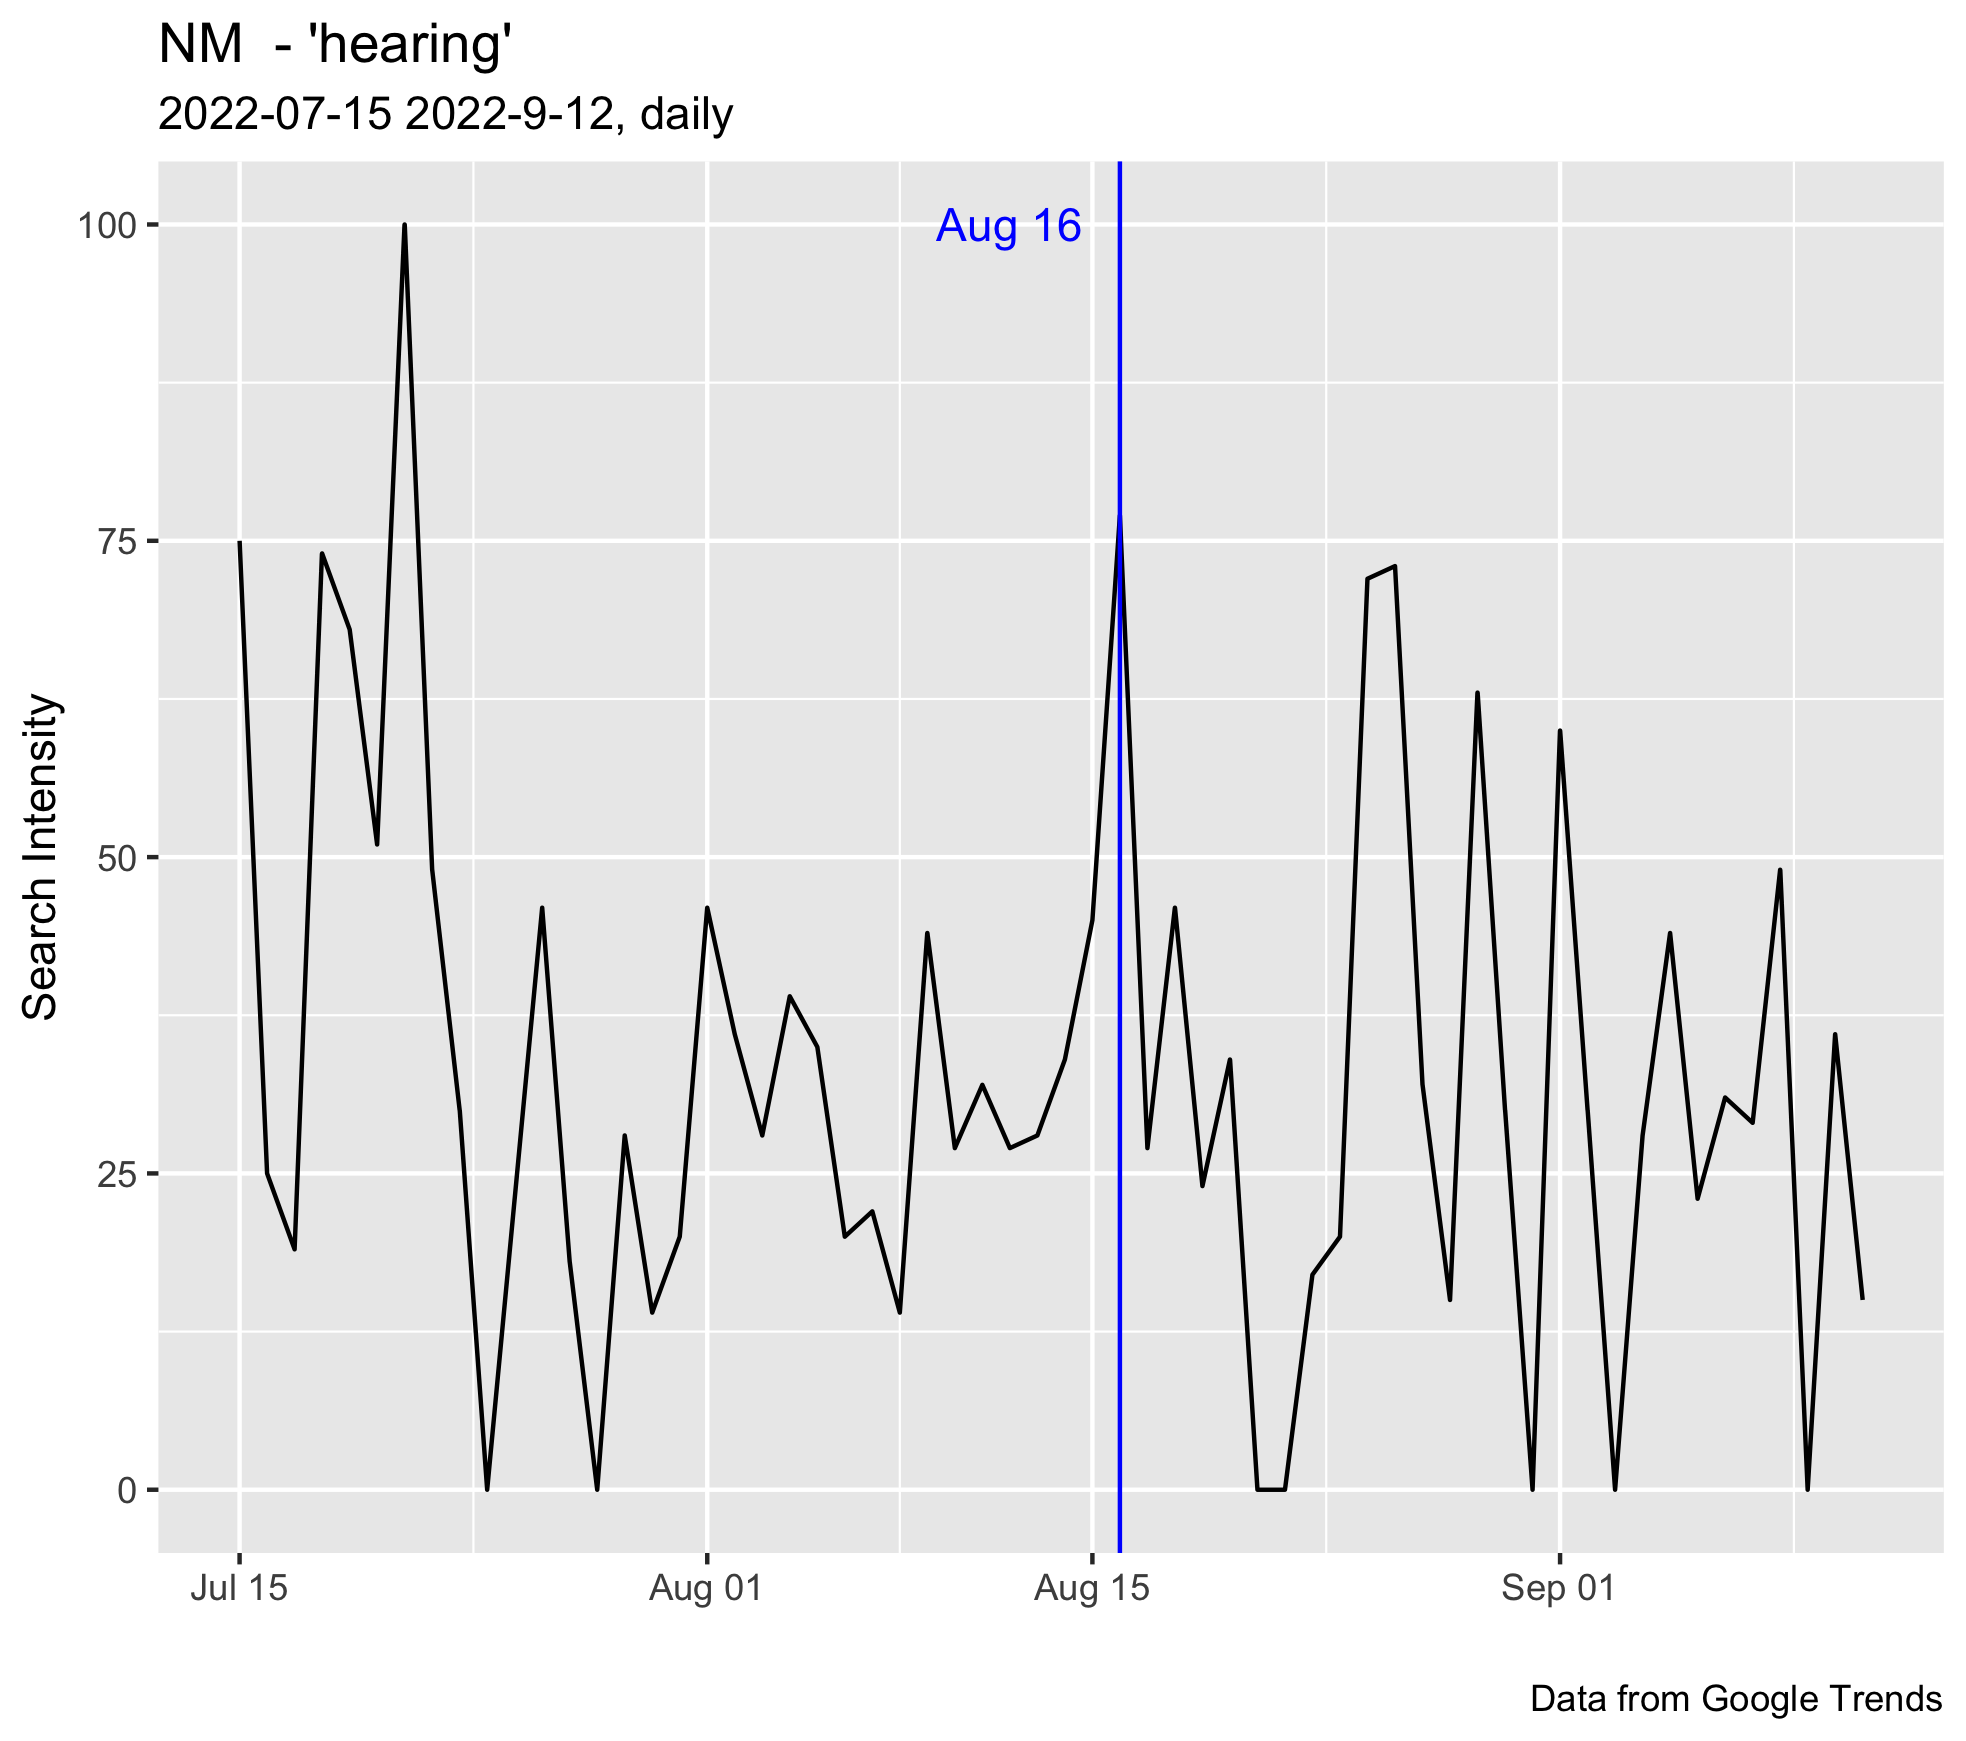 NM  - 'hearing'
2022-07-15 2022-9-12, daily
Aug 16
100
75
50
25
0
Search Intensity
Jul 15
Aug 01
Aug 15
Sep 01
Data from Google Trends